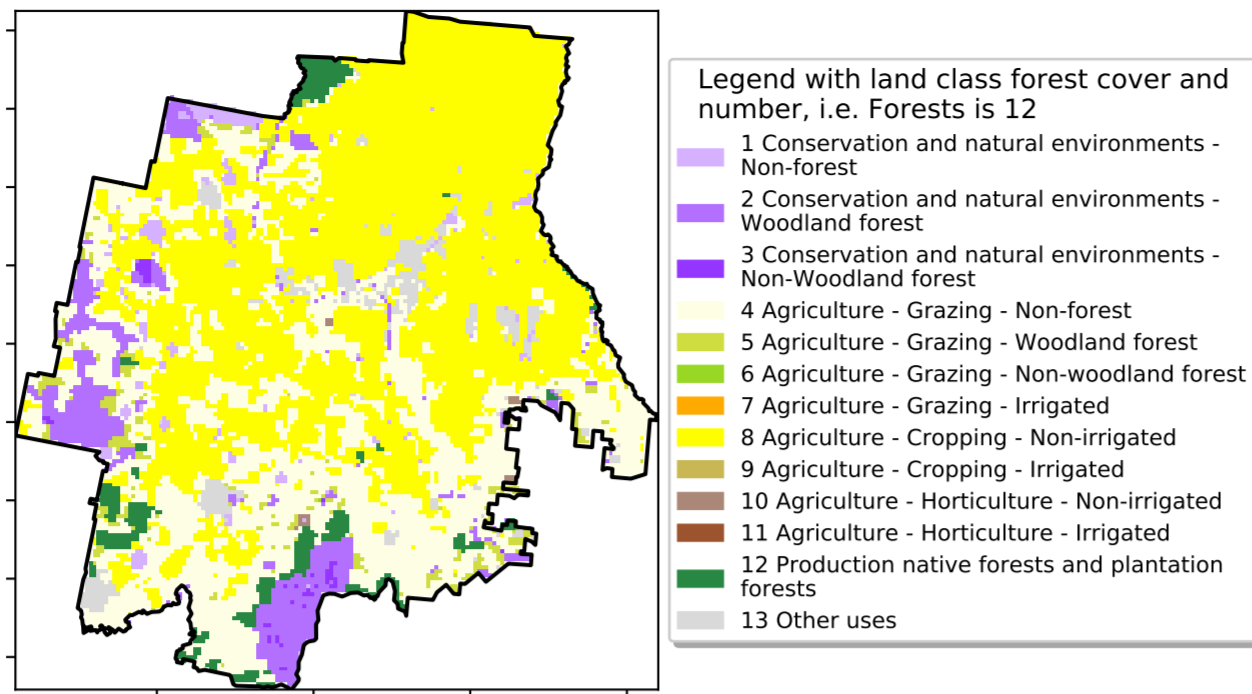 Legend with land class forest cover and
number, i.e. Forests is 12
1 Conservation and natural environments -
Non-forest
2 Conservation and natural environments -
Woodland forest
3 Conservation and natural environments -
Non-Woodland forest
4 Agriculture - Grazing - Non-forest
5 Agriculture - Grazing - Woodland forest
6 Agriculture - Grazing - Non-woodland forest
7 Agriculture - Grazing - Irrigated
8 Agriculture - Cropping - Non-irrigated
9 Agriculture - Cropping - Irrigated
10 Agriculture - Horticulture - Non-irrigated
11 Agriculture - Horticulture - Irrigated
12 Production native forests and plantation
forests
13 Other uses